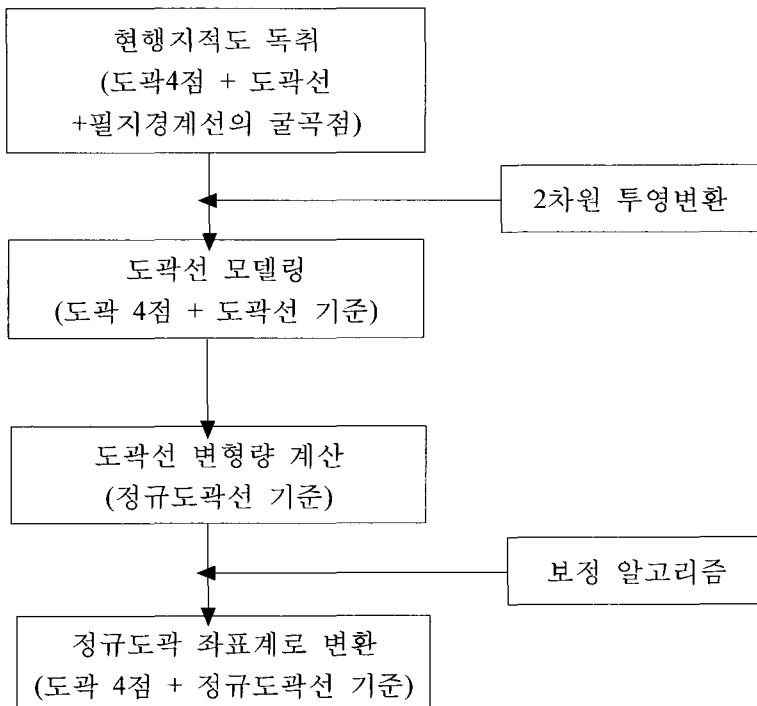 현행지적도 독취
(도곽4점 + 도곽선
+필지경계선의 굴곡점)
2차원 투영변환
도곽선 모델링
(도곽 4점 + 도곽선 기준)
도곽선 변형량 계산
(정규도곽선 기준)
보정 알고리즘
정규도곽 좌표계로 변환
(도곽 4점 + 정규도곽선 기준)